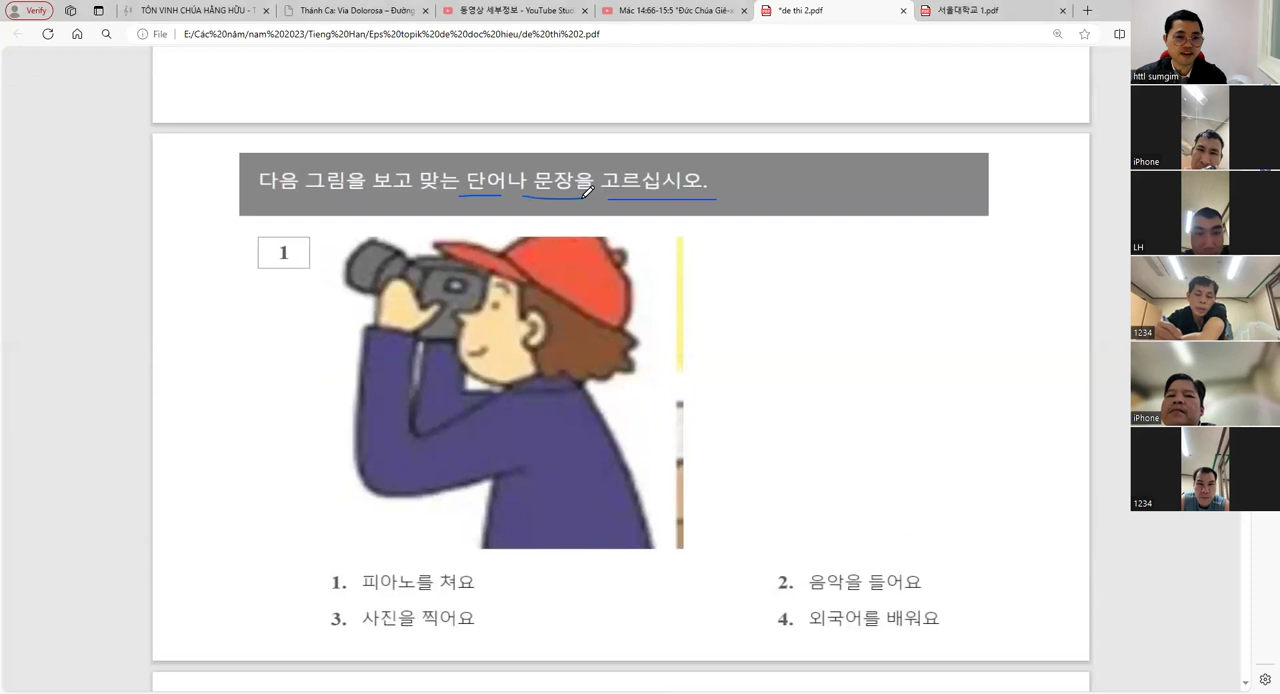 Verify
TÔN VINH CHÚA HẰNG HỮU - T
Thánh Ca: Via Dolorosa – Đường
동영상 세부정보 - YouTube Stud
Mác 14:66-15:5 "Đức Chúa Giê-x
*de thi 2.pdf
서울대학교 1.pdf
File
E:/Các%20năm/nam%202023/Tieng%20Han/Eps%20topik%20de%20doc%20hieu/de%20thi%202.pdf
다음 그림을 보고 맞는 단어나 문장을 고르십시오.
1
1. 피아노를 쳐요
2. 음악을 들어요
3. 사진을 찍어요
4. 외국어를 배워요
httl sumgim
iPhone
LH
1234
iPhone
1234